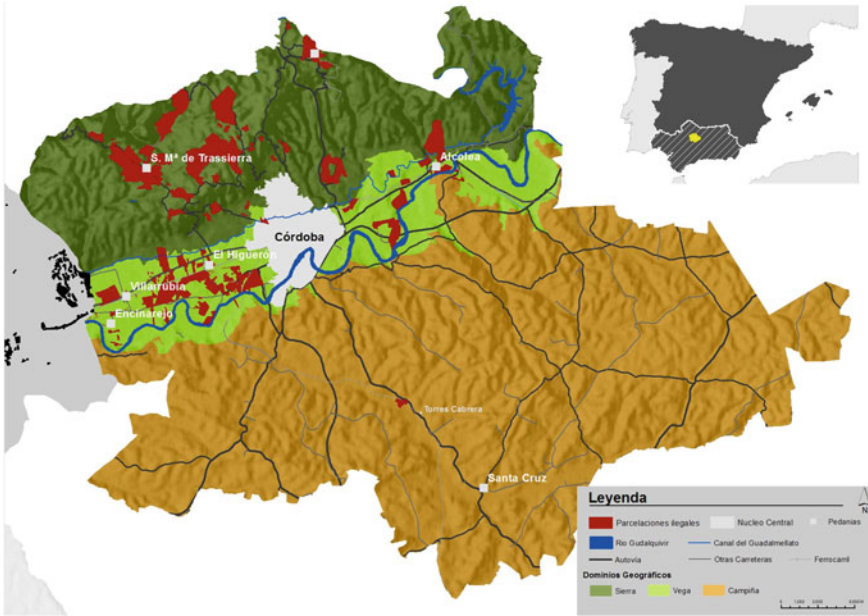 S. Mª de Trassierra
Alcolea
Córdoba
El Higuerón
Villarrubia
Encinarejo
Torres Cabrera
Santa Cruz
Leyenda
N
Parcelaciones ilegales
Nucleo Central
Pedanias
Rio Gudalquivir
Canal del Guadalmellato
Autovía
Otras Carreteras
Ferrocarril
Dominios Geográficos
Sierra
Vega
Campiña